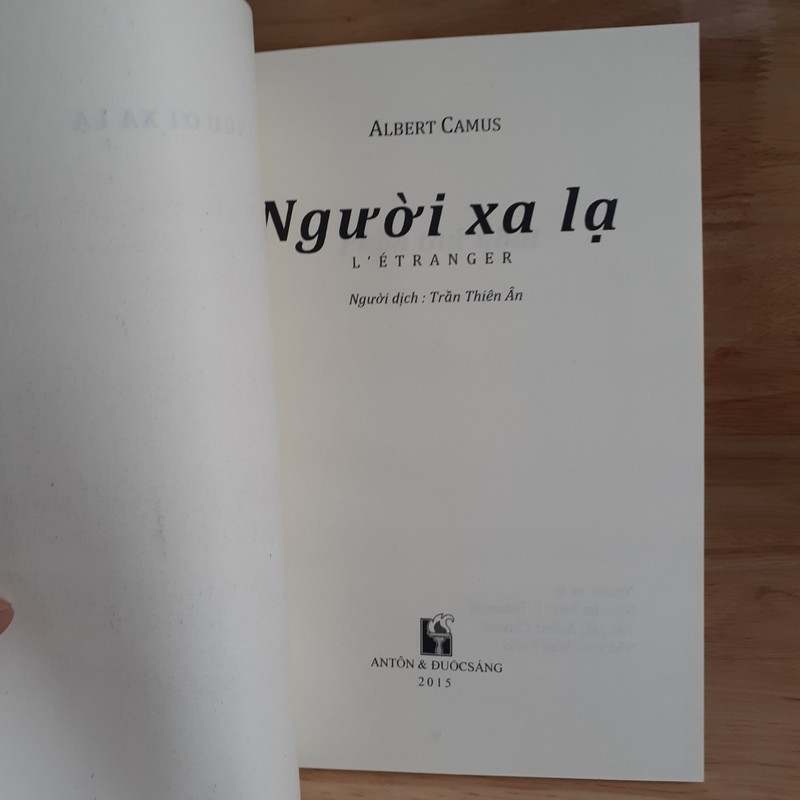 ALBERT CAMUS
Người xa lạ
L'ÉTRANGER
Người dịch : Trần Thiên Ân
ANTÔN & ĐUỐCSÁNG
2015